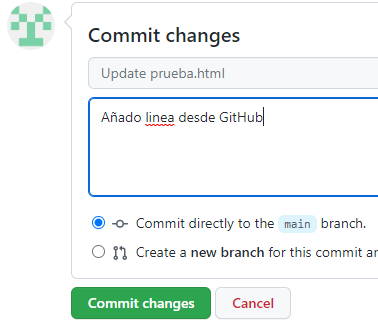 Commit changes
Update prueba.html
Añado linea desde GitHub
Commit directly to the main branch.
Create a new branch for this commit
Commit changes Cancel